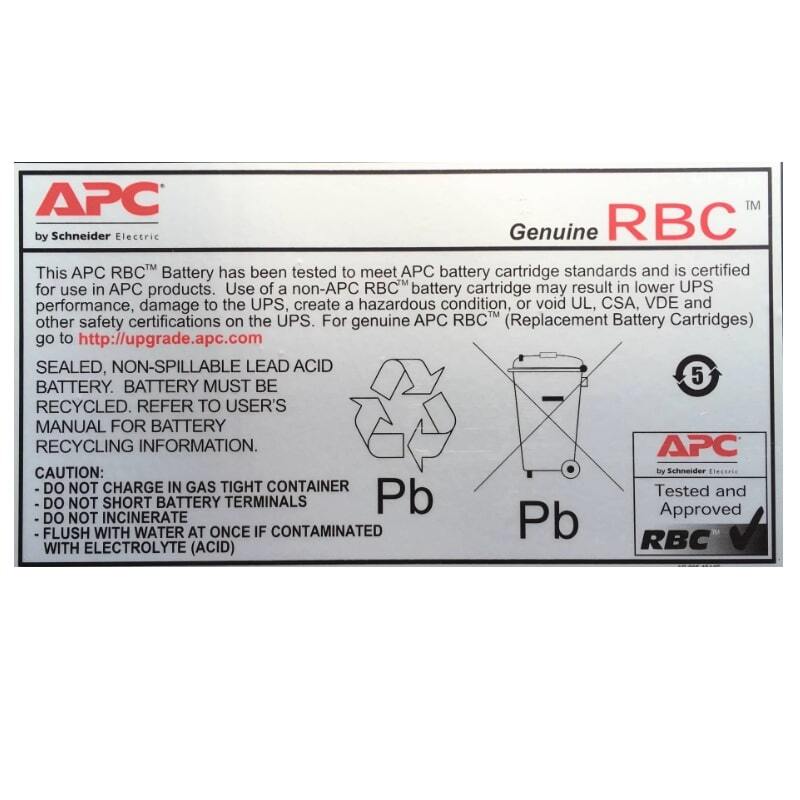 APC®
by Schneider Electric
Genuine RBC™
This APC RBC™ Battery has been tested to meet APC battery cartridge standards and is certified
for use in APC products. Use of a non-APC RBC™ battery cartridge may result in lower UPS
performance, damage to the UPS, create a hazardous condition, or void UL, CSA, VDE and
other safety certifications on the UPS. For genuine APC RBC™ (Replacement Battery Cartridges)
go to http://upgrade.apc.com
SEALED, NON-SPILLABLE LEAD ACID
BATTERY. BATTERY MUST BE
RECYCLED. REFER TO USER'S
MANUAL FOR BATTERY
RECYCLING INFORMATION.
CAUTION:
- DO NOT CHARGE IN GAS TIGHT CONTAINER
- DO NOT SHORT BATTERY TERMINALS
- DO NOT INCINERATE
- FLUSH WITH WATER AT ONCE IF CONTAMINATED
WITH ELECTROLYTE (ACID)
Pb
Pb
5
APC®
by Schneider Electric
Tested and
Approved
RBC™